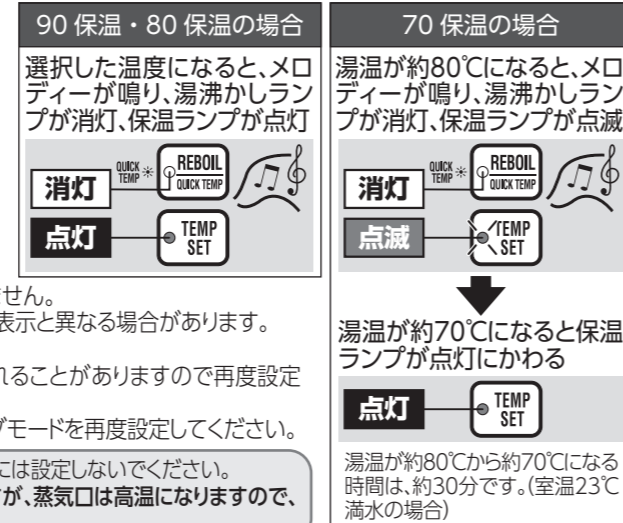 90 保温・80 保温の場合
選択した温度になると、メロ
ディーが鳴り、湯沸かしラン
プが消灯、保温ランプが点灯
消灯
QUICK
TEMP
REBOIL
QUICK TEMP
点灯
TEMP
SET
70 保温の場合
湯温が約80℃になると、メロ
ディーが鳴り、湯沸かしラン
プが消灯、保温ランプが点滅
消灯
QUICK
TEMP
REBOIL
QUICK TEMP
点滅
TEMP
SET
湯温が約70℃になると保温
ランプが点灯にかわる
点灯
TEMP
SET
湯温が約80℃から約70℃になる
時間は、約30分です。(室温23℃
満水の場合)
せん。
表示と異なる場合があります。
れることがありますので再度設定
モードを再度設定してください。
には設定しないでください。
が、蒸気口は高温になりますので、